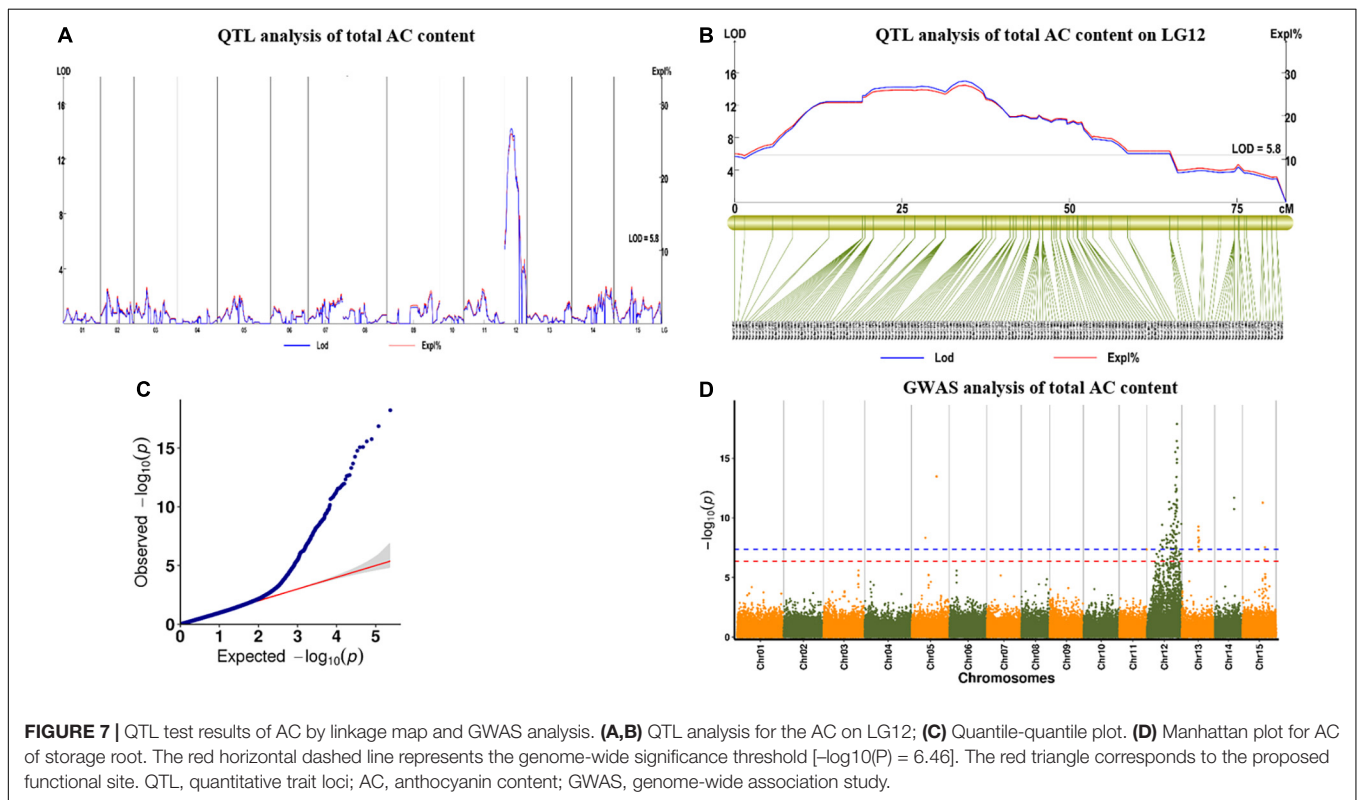 A
QTL analysis of total AC content
LOD
Expl%
16
12
8
4
30
20
10
LOD = 5.8
01 02 03 04 05 06 07 08 09 10 11 12 13 14 15 LG
Lod
Expl%
B
QTL analysis of total AC content on LG12
LOD
Expl%
16
12
8
4
30
20
10
LOD = 5.8
0 25 50 75 cM
Lod
Expl%
C
Observed −log10(p)
15
10
5
0
0 1 2 3 4 5
Expected −log10(p)
D
GWAS analysis of total AC content
−log10(p)
15
10
5
0
Chr01 Chr02 Chr03 Chr04 Chr05 Chr06 Chr07 Chr08 Chr09 Chr10 Chr11 Chr12 Chr13 Chr14 Chr15
Chromosomes
FIGURE 7 | QTL test results of AC by linkage map and GWAS analysis. (A,B) QTL analysis for the AC on LG12; (C) Quantile-quantile plot. (D) Manhattan plot for AC
of storage root. The red horizontal dashed line represents the genome-wide significance threshold [–log10(P) = 6.46]. The red triangle corresponds to the proposed
functional site. QTL, quantitative trait loci; AC, anthocyanin content; GWAS, genome-wide association study.